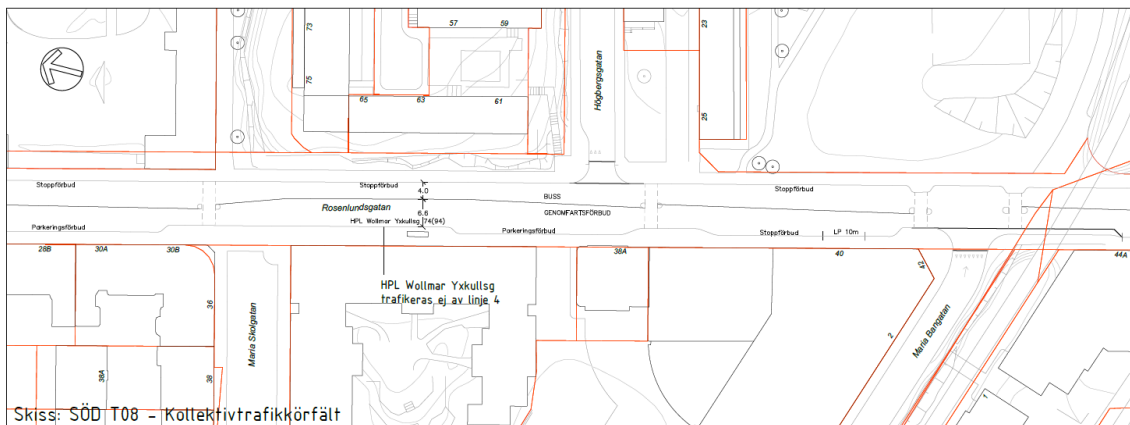 57
59
73
75
65
63
61
Högbergsgatan
23
25
Stoppförbud
Stoppförbud
4.0
BUSS
Stoppförbud
Rosenlundsgatan
6.6
GENOMFARTSFÖRBUD
HPL Wollmar Yxkullsg 74(94)
Parkeringsförbud
Parkeringsförbud
Stoppförbud
LP 10m
28B
30A
30B
38A
40
42
44A
HPL Wollmar Yxkullsg
trafikeras ej av linje 4
36
38
38A
Maria Skolgatan
2
Maria Bangatan
1
Skiss: SÖD T08 - Kollektivtrafikkörfält